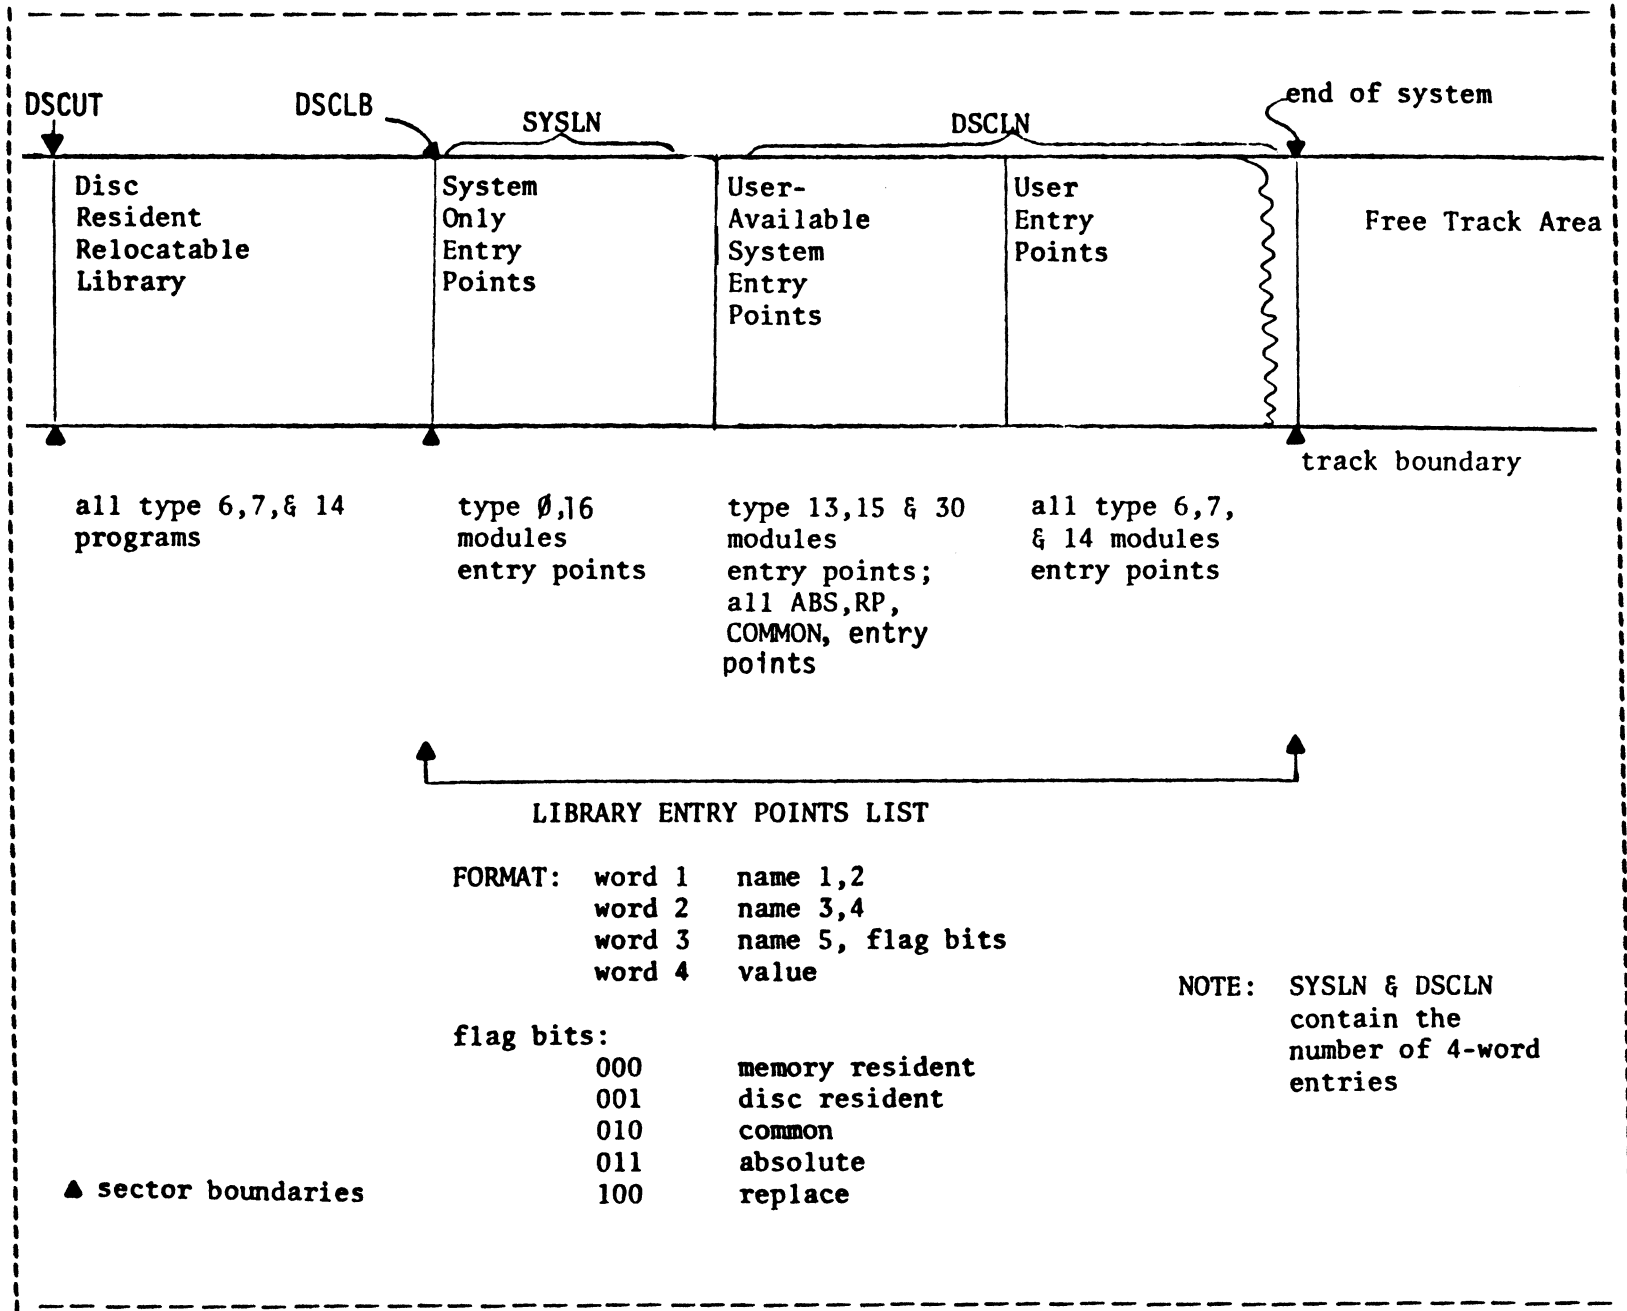 DSCUT
DSCLB
SYSLN
DSCLN
end of system
Disc
Resident
Relocatable
Library
System
Only
Entry
Points
User-
Available
System
Entry
Points
User
Entry
Points
Free Track Area
track boundary
all type 6,7,& 14
programs
type Ø,16
modules
entry points
type 13,15 & 30
modules
entry points;
all ABS,RP,
COMMON, entry
points
all type 6,7,
& 14 modules
entry points
LIBRARY ENTRY POINTS LIST
FORMAT: word 1 name 1,2
word 2 name 3,4
word 3 name 5, flag bits
word 4 value
flag bits:
000 memory resident
001 disc resident
010 common
011 absolute
100 replace
NOTE: SYSLN & DSCLN
contain the
number of 4-word
entries
▲ sector boundaries